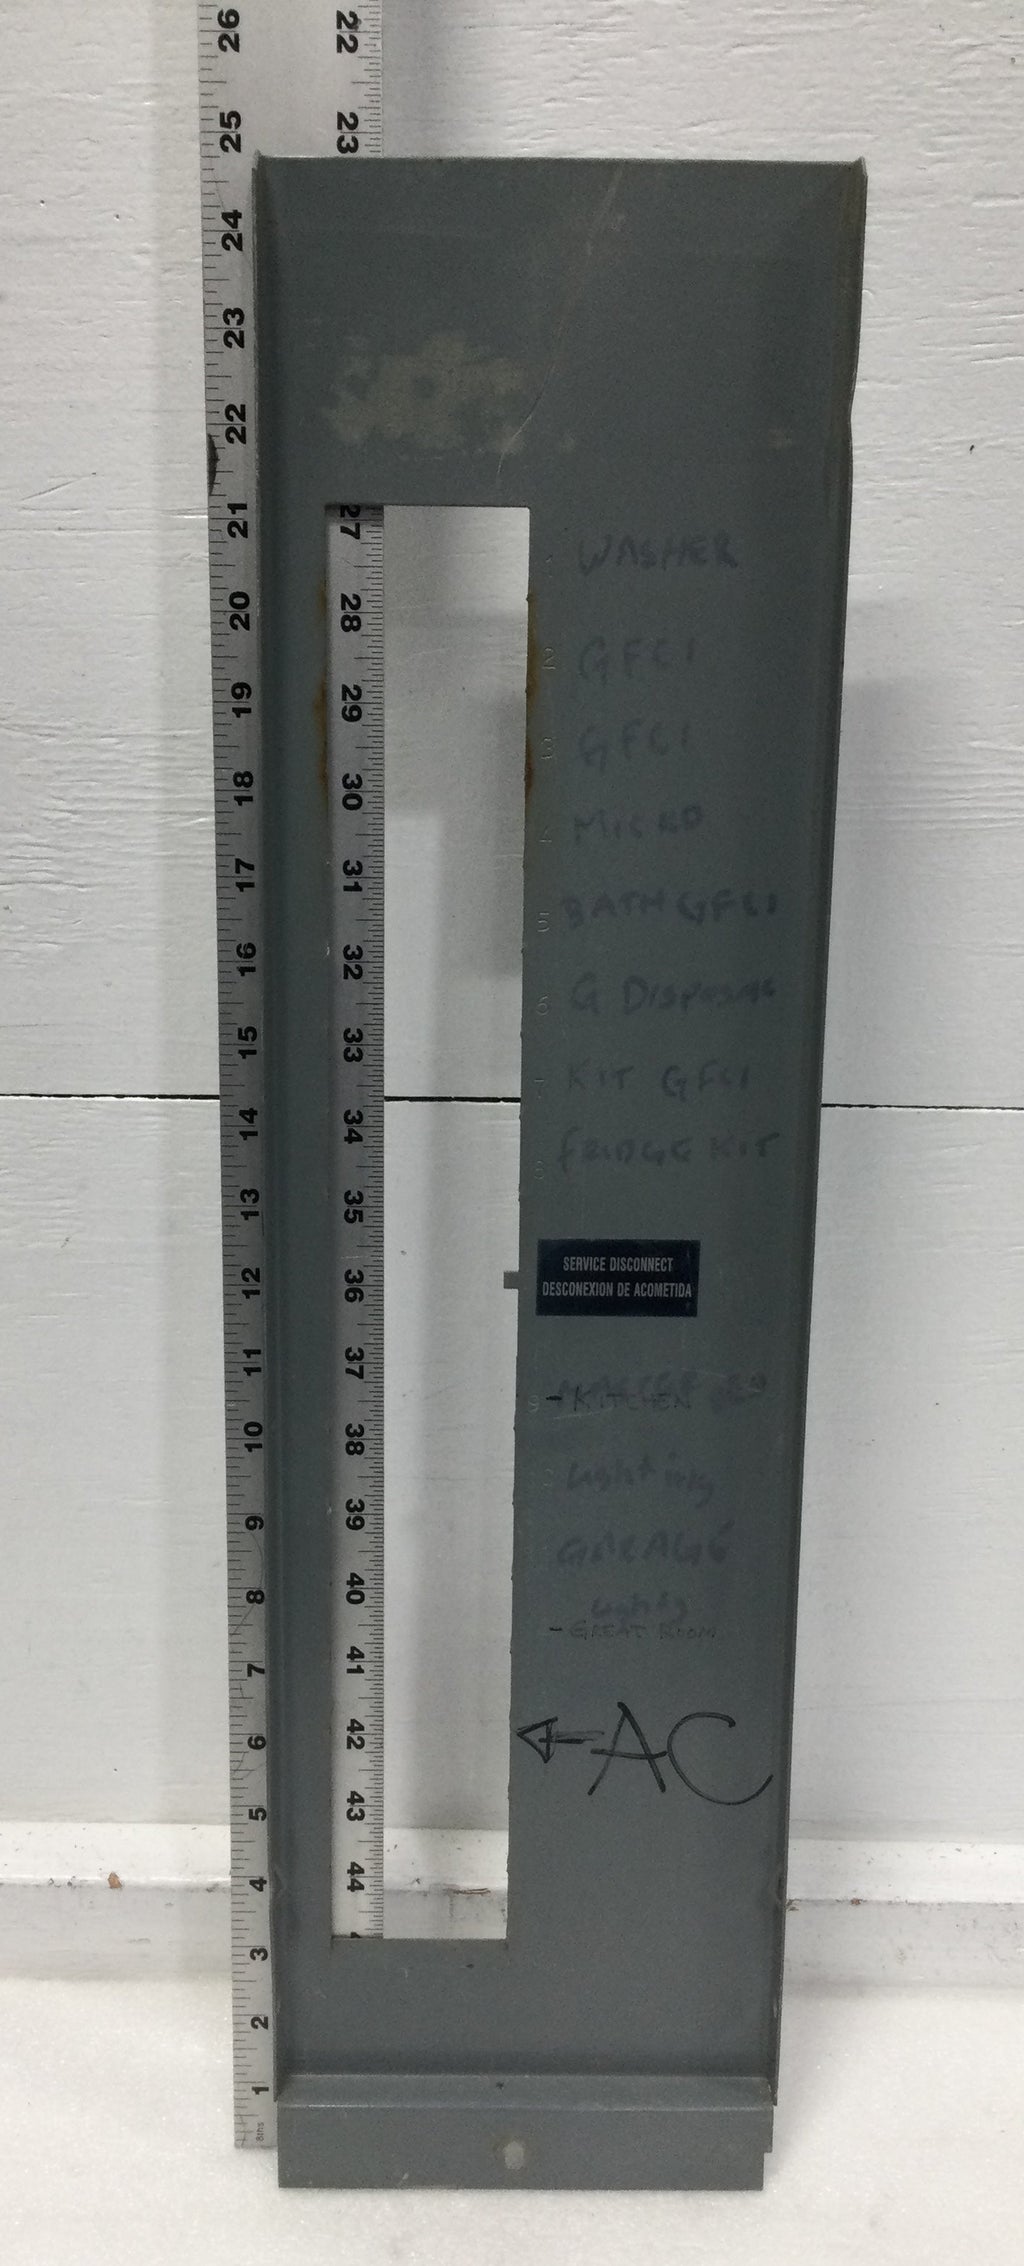 26 22
25 23
24
23
22
21 27
20 28
19 29
18 30
17 31
16 32
15 33
14 34
13 35
12 36
11 37
10 38
9 39
8 40
7 41
6 42
5 43
4 44
3
2
1
8ths
1 WASHER
2 GFCI
3 GFCI
4 MICRO
5 BATH GFCI
6 G DISPOSAL
7 KIT GFCI
8 FRIDGE KIT
SERVICE DISCONNECT
DESCONEXION DE ACOMETIDA
9 - KITCHEN
Lighting
GARAGE
Lighting
- GREAT ROOM
AC